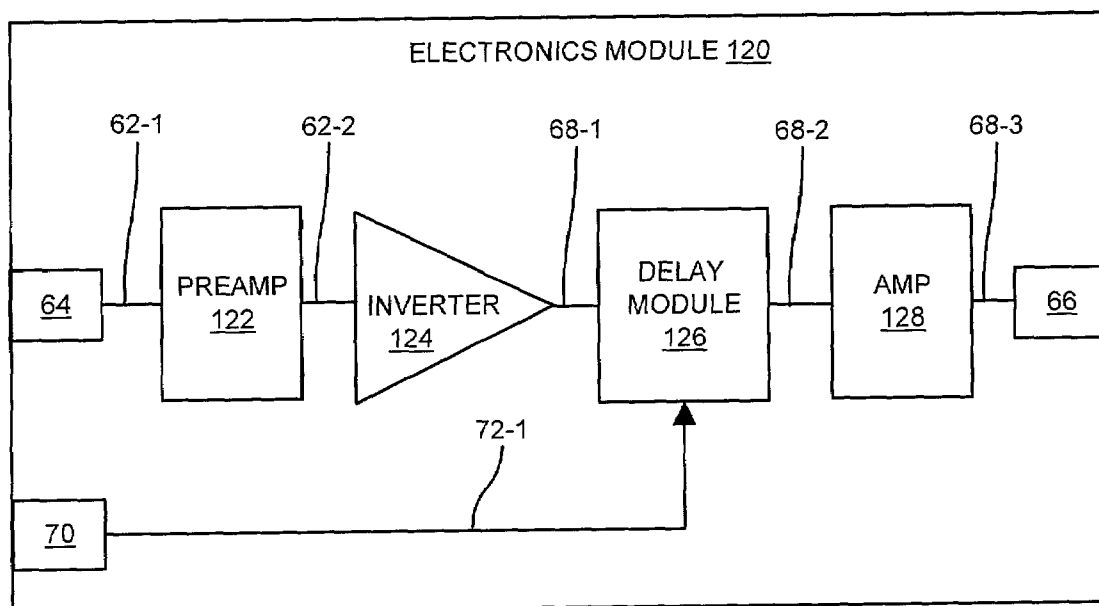 ELECTRONICS MODULE 120
62-1
62-2
68-1
68-2
68-3
64
PREAMP
122
INVERTER
124
DELAY
MODULE
126
AMP
128
66
72-1
70